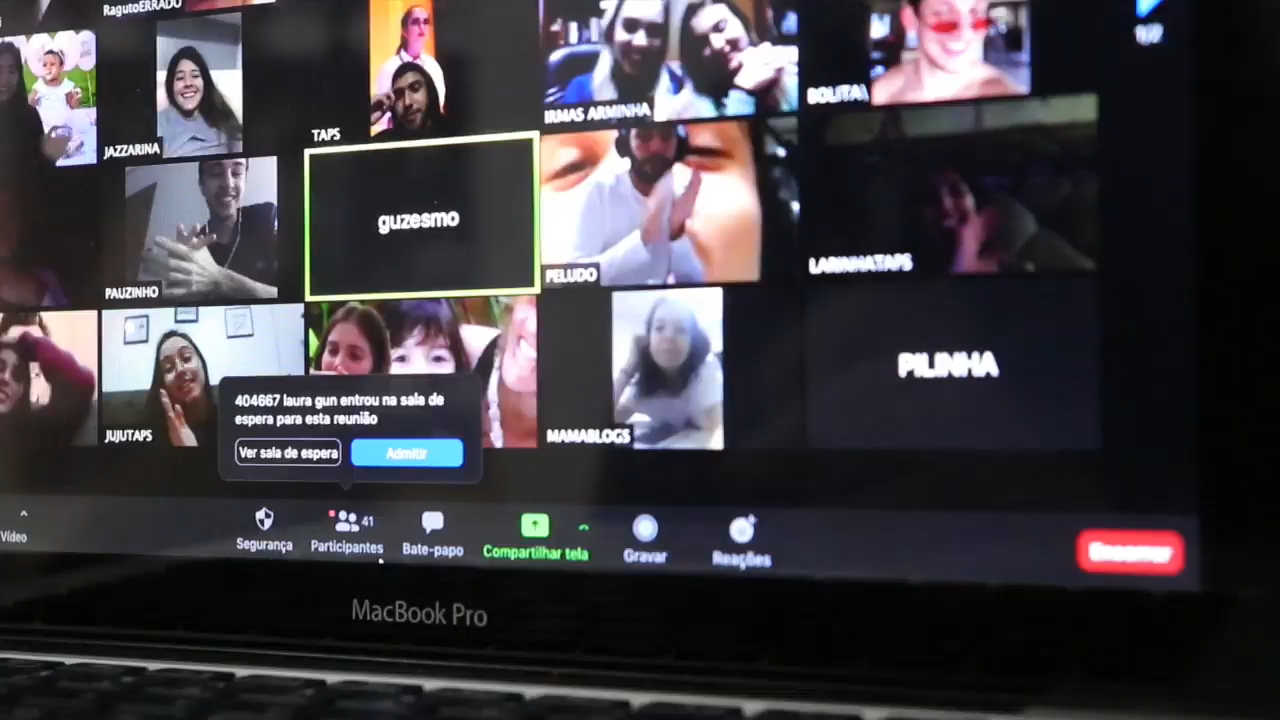 RagutoERRADO
JAZZARINA
TAPS
IRMAS ARMINHA
BOLITA
PAUZINHO
guzesmo
PELUDO
LARINHATAPS
JUJUTAPS
404667 laura gun entrou na sala de
espera para esta reunião
Ver sala de espera
Admitir
MAMABLOGS
PILINHA
Vídeo
Segurança
Participantes
41
Bate-papo
Compartilhar tela
Gravar
Reações
Encerrar
MacBook Pro